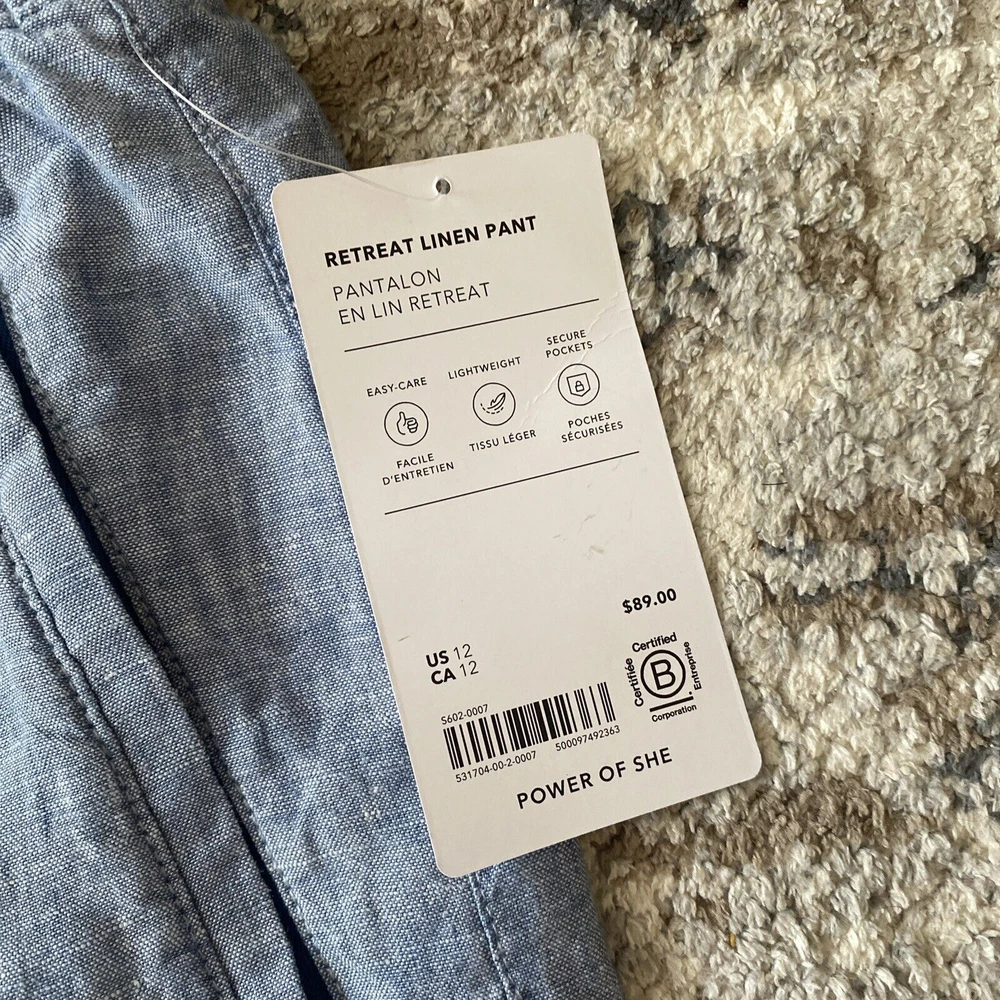 RETREAT LINEN PANT
PANTALON
EN LIN RETREAT
EASY-CARE
FACILE
D'ENTRETIEN
LIGHTWEIGHT
TISSU LÉGER
SECURE
POCKETS
POCHES
SÉCURISÉES
$89.00
US 12
CA 12
Certified
Certifiée
B
Entreprise
Corporation
S602-0007
531704-00-2-0007 500097492363
POWER OF SHE